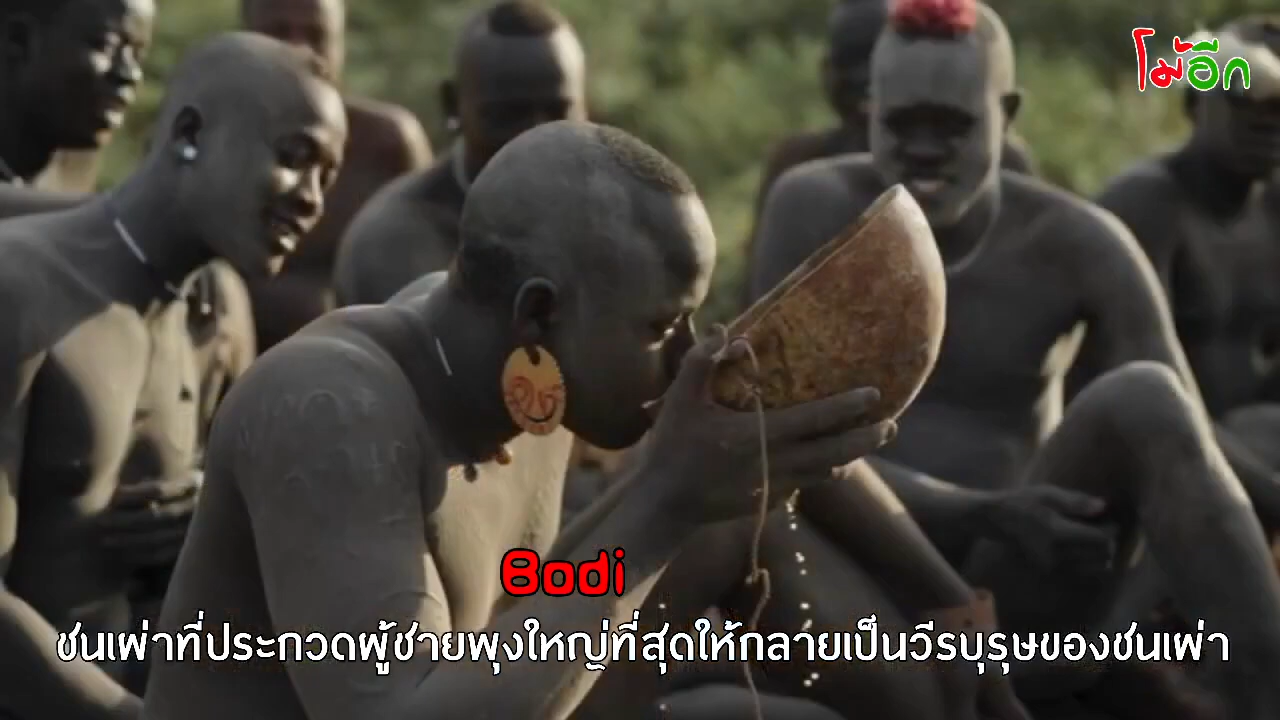 โม้อีก
Bodi
ชนเผ่าที่ประกวดผู้ชายพุงใหญ่ที่สุดให้กลายเป็นวีรบุรุษของชนเผ่า